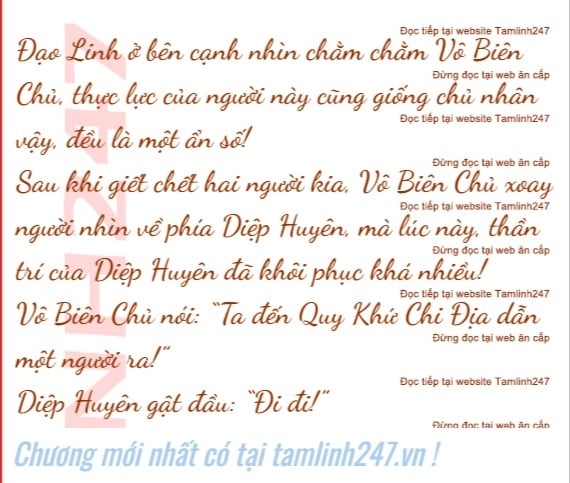 Đọc tiếp tại website Tamlinh247
Đạo Linh ở bên cạnh nhìn chằm chằm Vô Biên
Đừng đọc tại web ăn cắp
Chủ, thực lực của người này cũng giống chủ nhân
Đọc tiếp tại website Tamlinh247
vậy, đều là một ẩn số!
Đừng đọc tại web ăn cắp
Sau khi giết chết hai người kia, Vô Biên Chủ xoay
Đọc tiếp tại website Tamlinh247
người nhìn về phía Diệp Huyên, mà lúc này, thần
Đừng đọc tại web ăn cắp
trí của Diệp Huyên đã khôi phục khá nhiều!
Đọc tiếp tại website Tamlinh247
Vô Biên Chủ nói: “Ta đến Quy Khứ Chi Địa dẫn
Đừng đọc tại web ăn cắp
một người ra!”
Đọc tiếp tại website Tamlinh247
Diệp Huyên gật đầu: “Đi đi!”
Đừng đọc tại web ăn cắp
NH247
Chương mới nhất có tại tamlinh247.vn !